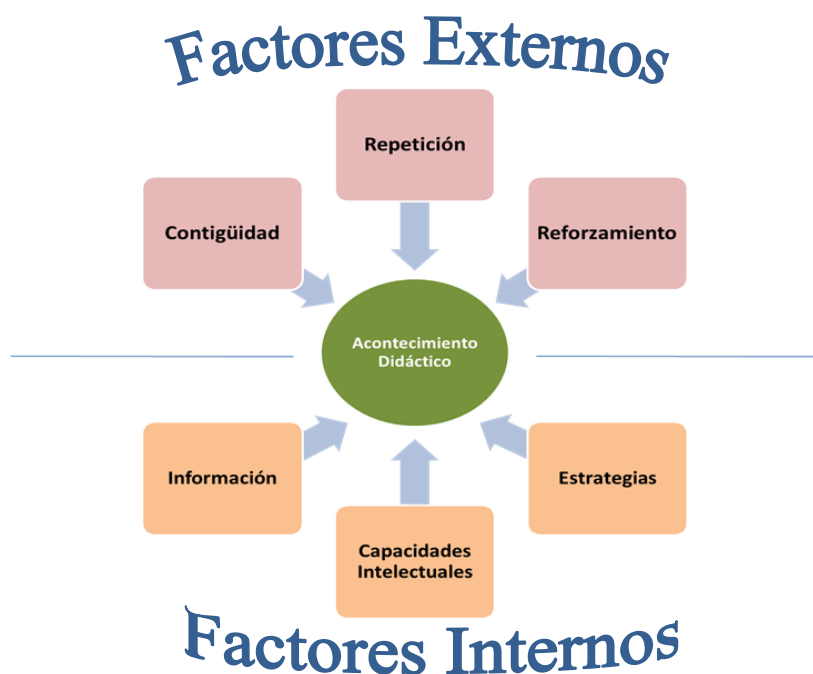 Factores Externos
Repetición
Contigüidad
Reforzamiento
Acontecimiento
Didáctico
Información
Estrategias
Capacidades
Intelectuales
Factores Internos